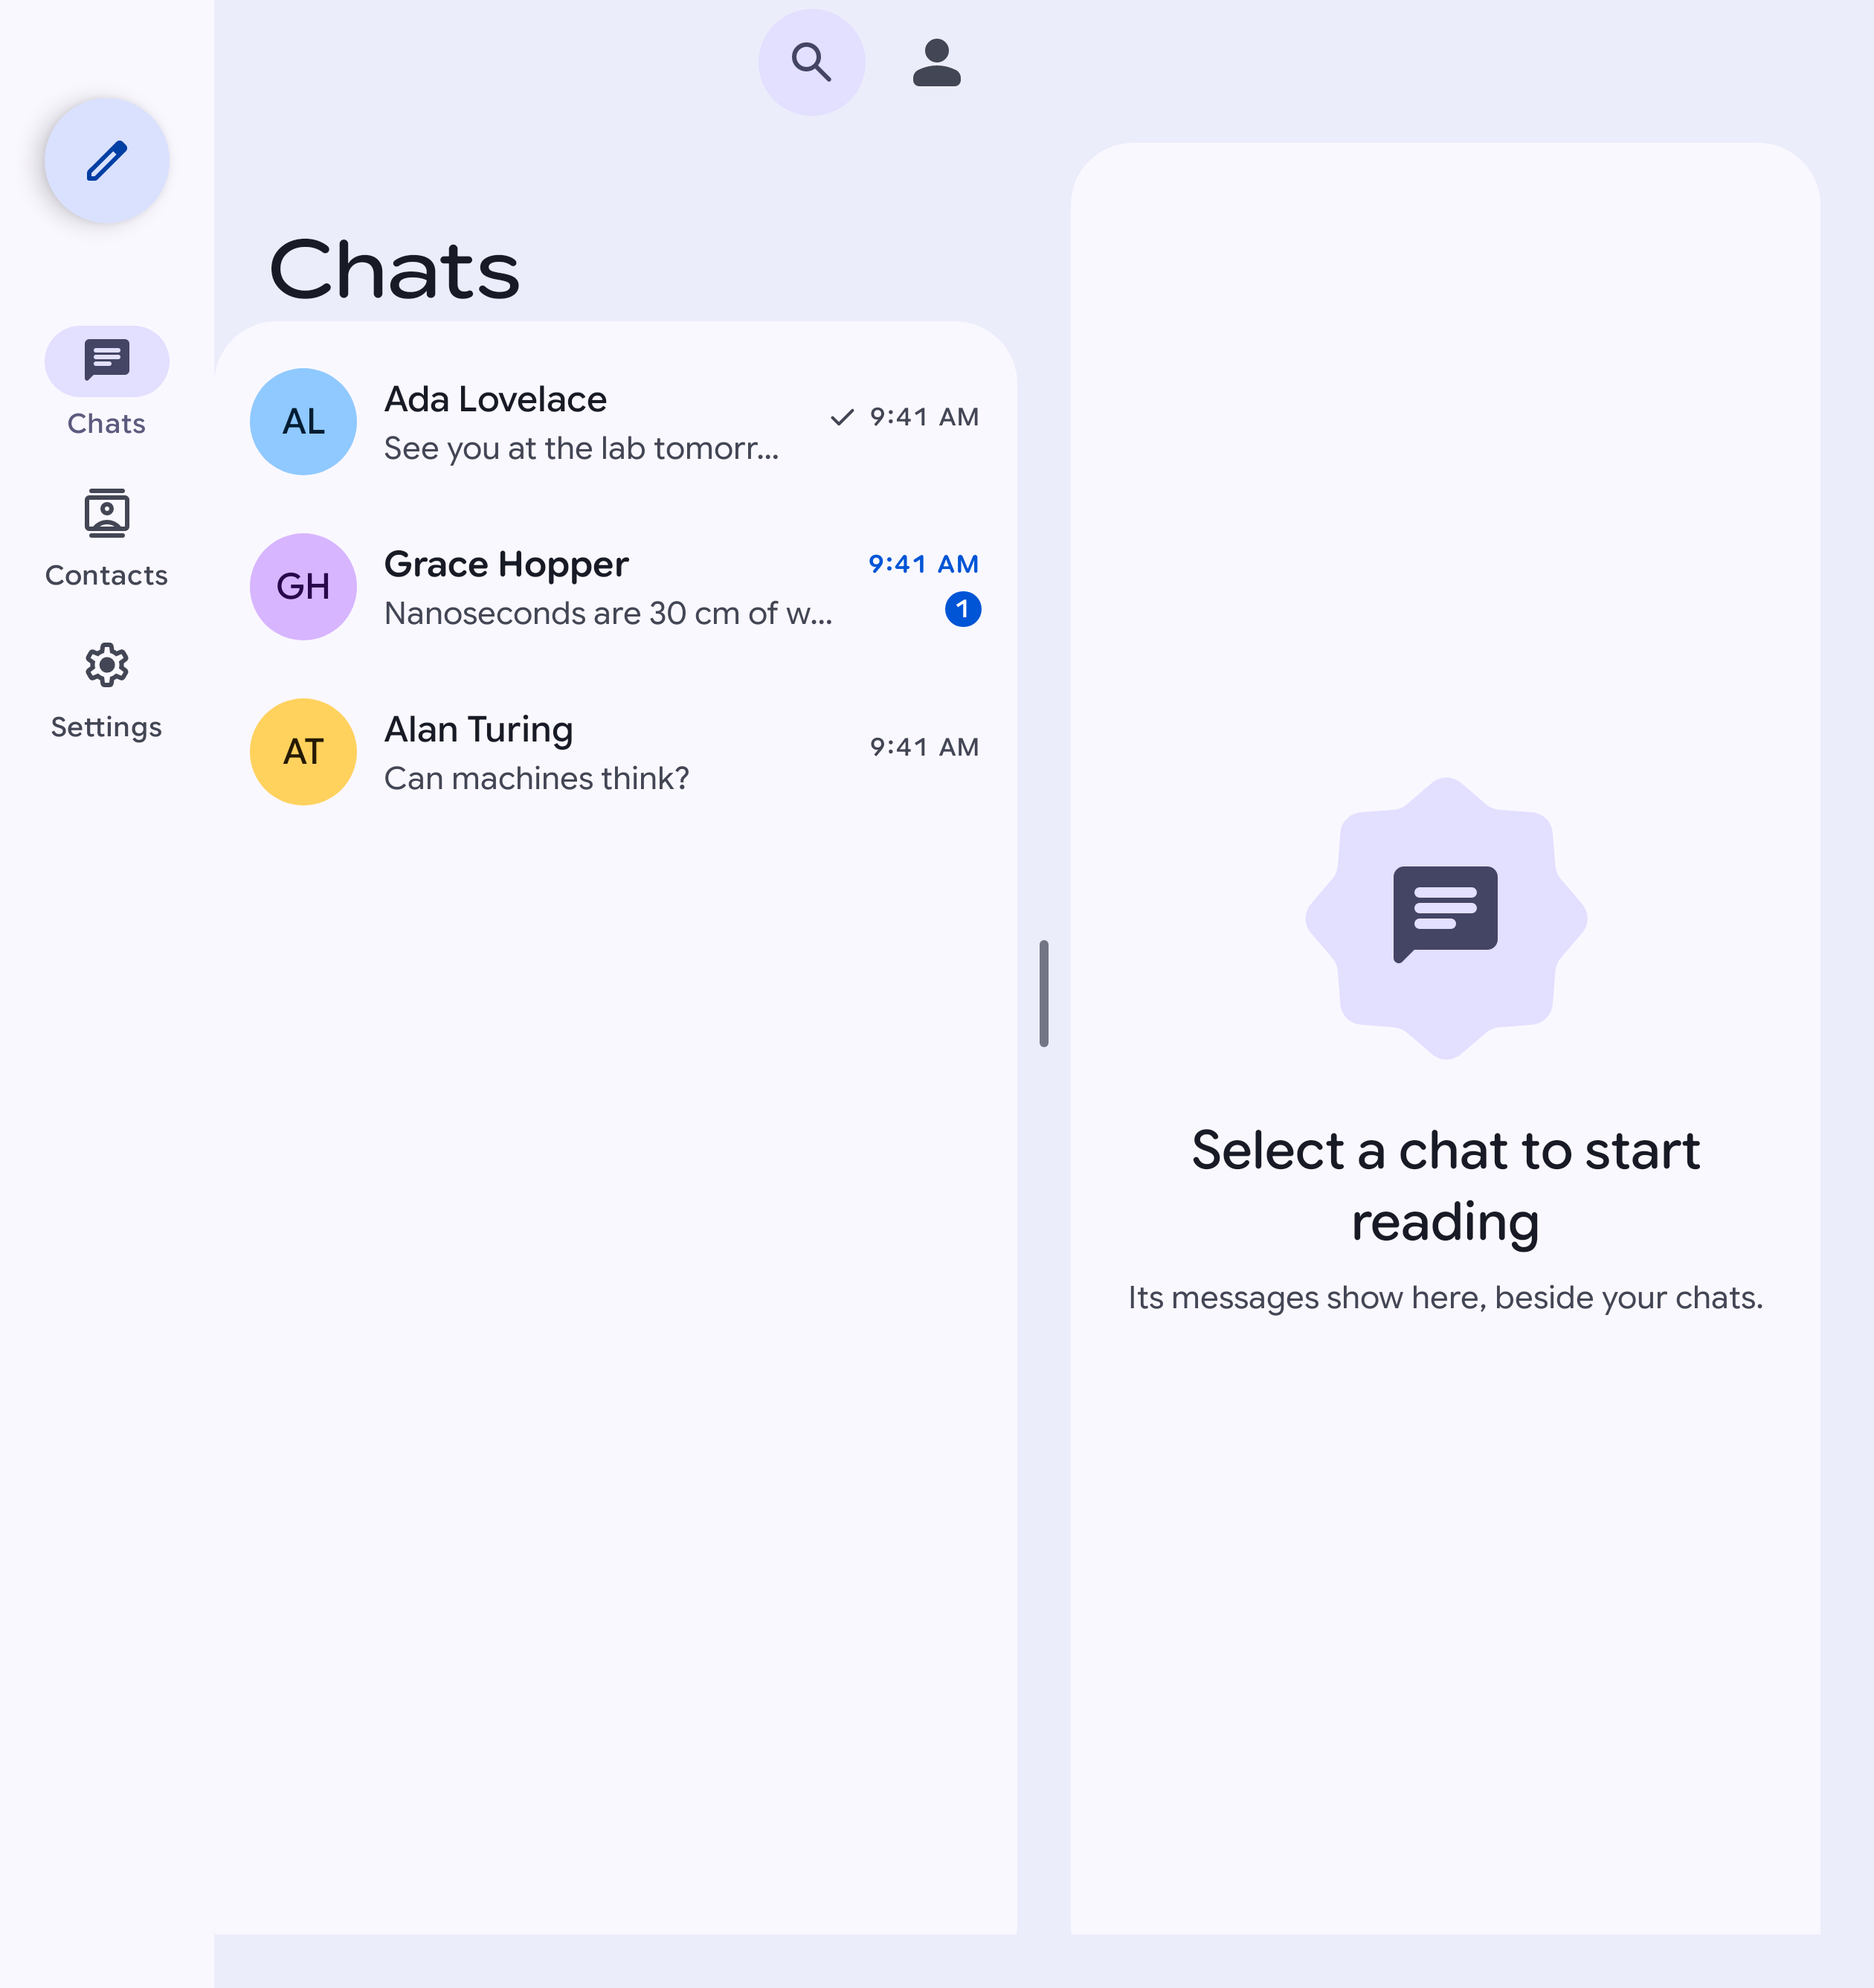 Chats
Contacts
Settings
Chats
AL
Ada Lovelace
9:41 AM
See you at the lab tomorr...
GH
Grace Hopper
9:41 AM
Nanoseconds are 30 cm of w...
1
AT
Alan Turing
9:41 AM
Can machines think?
Select a chat to start
reading
Its messages show here, beside your chats.